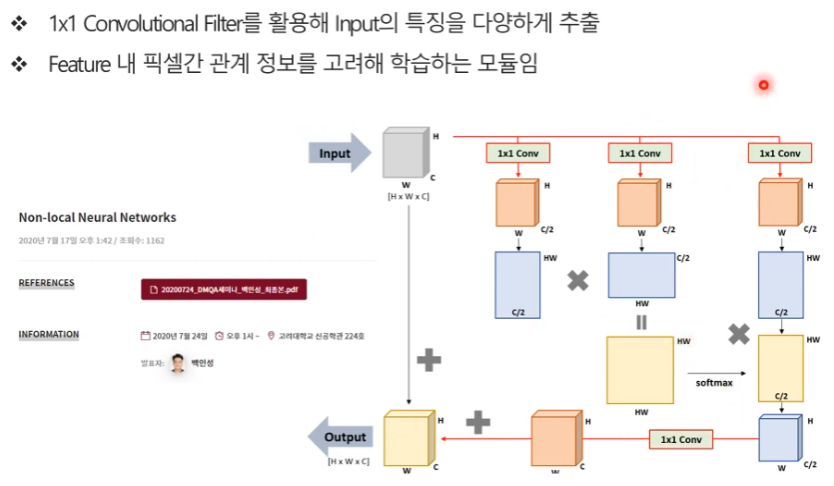 ❖ 1x1 Convolutional Filter를 활용해 Input의 특징을 다양하게 추출
❖ Feature 내 픽셀간 관계 정보를 고려해 학습하는 모듈임
Input
H
C
W
[H x W x C]
1x1 Conv
1x1 Conv
1x1 Conv
H
H
H
C/2
C/2
C/2
W
W
W
HW
C/2
HW
C/2
HW
Non-local Neural Networks
2020년 7월 17일 오후 1:42 / 조회수: 1162
REFERENCES
20200724_DMQA세미나_백인성_최종본.pdf
INFORMATION
2020년 7월 24일 오후 1시 ~ 고려대학교 신공학관 224호
발표자: 백인성
HW
HW
softmax
HW
C/2
Output
[H x W x C]
H
C
W
H
C
W
1x1 Conv
H
C/2
W